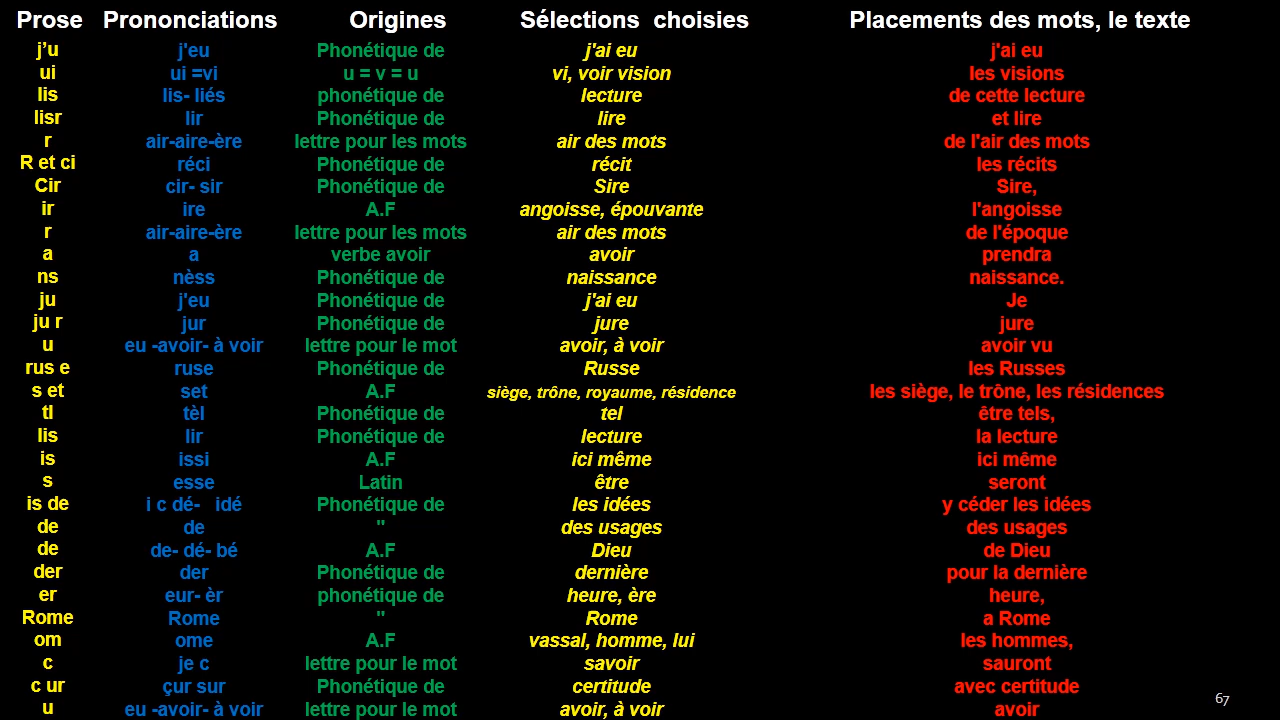 Prose Prononciations Origines Sélections choisies Placements des mots, le texte
j’u j'eu Phonétique de j'ai eu j'ai eu
ui ui =vi u = v = u vi, voir vision les visions
lis lis- liés phonétique de lecture de cette lecture
lisr lir Phonétique de lire et lire
r air-aire-ère lettre pour les mots air des mots de l'air des mots
R et ci réci Phonétique de récit les récits
Cir cir- sir Phonétique de Sire Sire,
ir ire A.F angoisse, épouvante l'angoisse
r air-aire-ère lettre pour les mots air des mots de l'époque
a a verbe avoir avoir prendra
ns nèss Phonétique de naissance naissance.
ju j'eu Phonétique de j'ai eu Je
ju r jur Phonétique de jure jure
u eu -avoir- à voir lettre pour le mot avoir, à voir avoir vu
rus e ruse Phonétique de Russe les Russes
s et set A.F siège, trône, royaume, résidence les siège, le trône, les résidences
tl tèl Phonétique de tel être tels,
lis lir Phonétique de lecture la lecture
is issi A.F ici même ici même
s esse Latin être seront
is de i c dé- idé Phonétique de les idées y céder les idées
de de " des usages des usages
de de- dé- bé A.F Dieu de Dieu
der der Phonétique de dernière pour la dernière
er eur- èr phonétique de heure, ère heure,
Rome Rome " Rome a Rome
om ome A.F vassal, homme, lui les hommes,
c je c lettre pour le mot savoir sauront
c ur çur sur Phonétique de certitude avec certitude
u eu -avoir- à voir lettre pour le mot avoir, à voir avoir
67